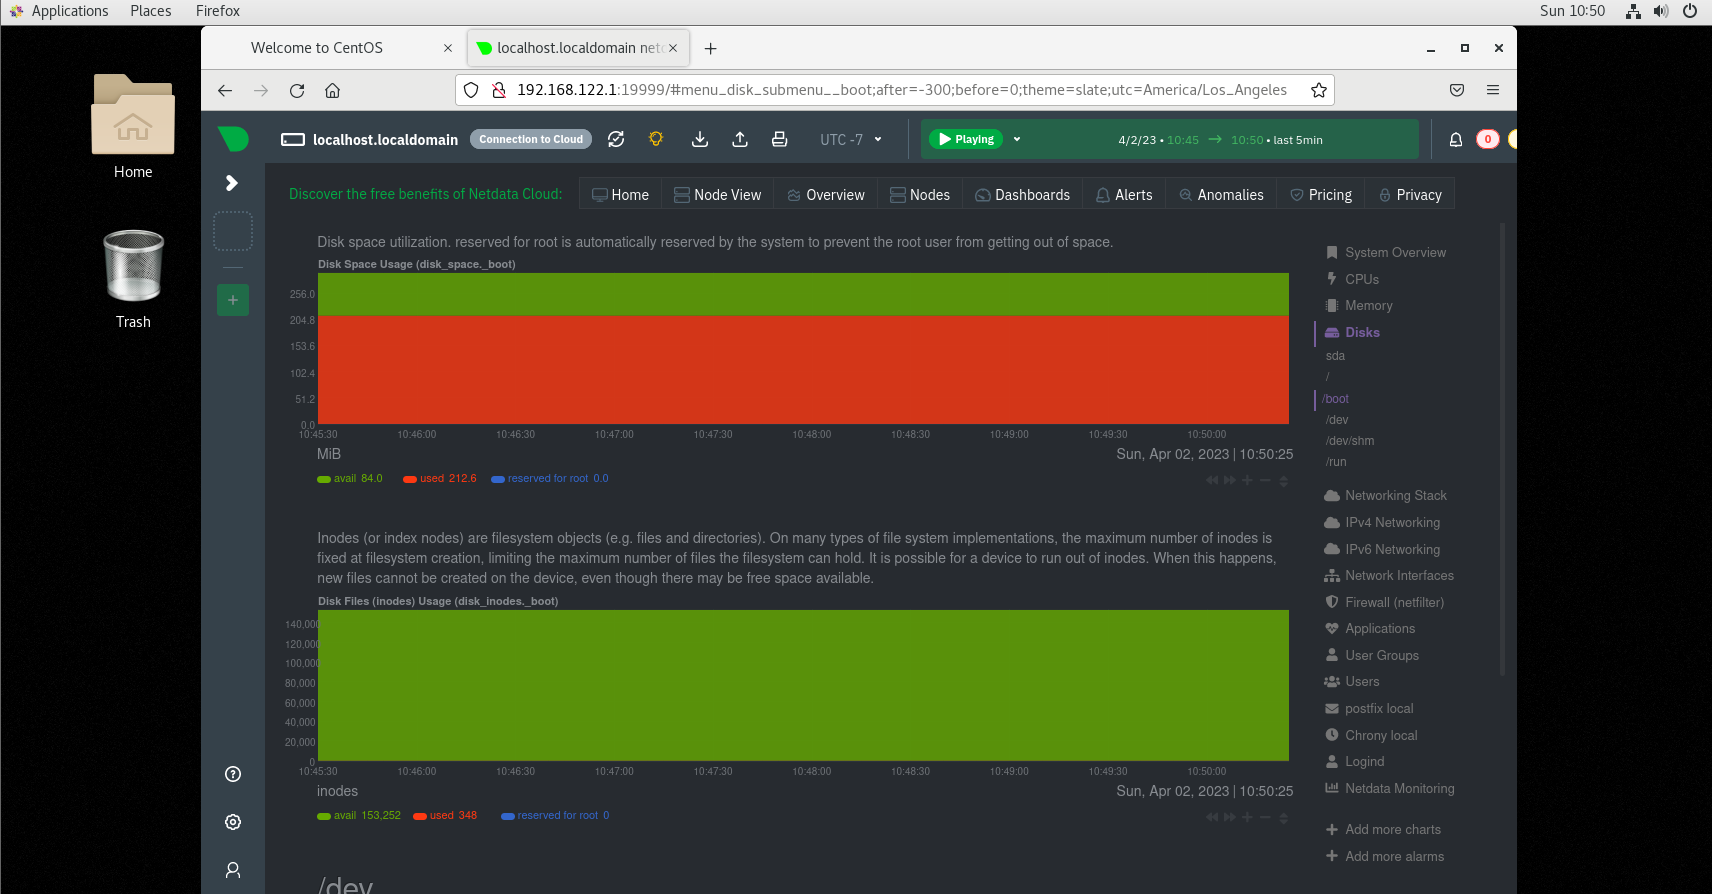 Applications Places Firefox Sun 10:50
Welcome to CentOS
localhost.localdomain netd
192.168.122.1:19999/#menu_disk_submenu__boot;after=-300;before=0;theme=slate;utc=America/Los_Angeles
Home
Trash
localhost.localdomain Connection to Cloud UTC -7 Playing 4/2/23 • 10:45 → 10:50 • last 5min 0
Discover the free benefits of Netdata Cloud: Home Node View Overview Nodes Dashboards Alerts Anomalies Pricing Privacy
Disk space utilization. reserved for root is automatically reserved by the system to prevent the root user from getting out of space.
Disk Space Usage (disk_space._boot)
256.0
204.8
153.6
102.4
51.2
0.0
10:45:30 10:46:00 10:46:30 10:47:00 10:47:30 10:48:00 10:48:30 10:49:00 10:49:30 10:50:00
MiB Sun, Apr 02, 2023 | 10:50:25
avail 84.0 used 212.6 reserved for root 0.0
Inodes (or index nodes) are filesystem objects (e.g. files and directories). On many types of file system implementations, the maximum number of inodes is
fixed at filesystem creation, limiting the maximum number of files the filesystem can hold. It is possible for a device to run out of inodes. When this happens,
new files cannot be created on the device, even though there may be free space available.
Disk Files (inodes) Usage (disk_inodes._boot)
140,000
120,000
100,000
80,000
60,000
40,000
20,000
0
10:45:30 10:46:00 10:46:30 10:47:00 10:47:30 10:48:00 10:48:30 10:49:00 10:49:30 10:50:00
inodes Sun, Apr 02, 2023 | 10:50:25
avail 153,252 used 348 reserved for root 0
/dev
System Overview
CPUs
Memory
Disks
sda
/
/boot
/dev
/dev/shm
/run
Networking Stack
IPv4 Networking
IPv6 Networking
Network Interfaces
Firewall (netfilter)
Applications
User Groups
Users
postfix local
Chrony local
Logind
Netdata Monitoring
Add more charts
Add more alarms